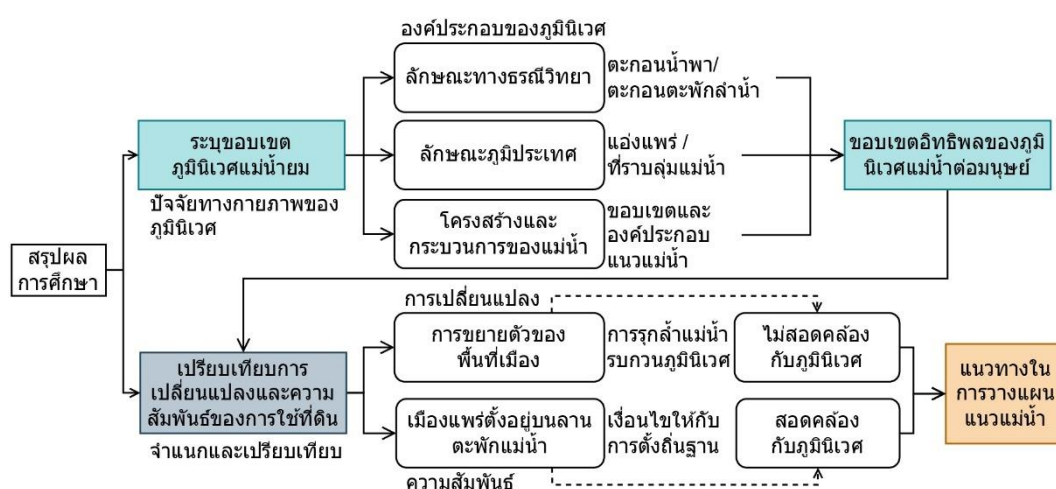 องค์ประกอบของภูมินิเวศ
ลักษณะทางธรณีวิทยา
ตะกอนน้ำพา/
ตะกอนตะพักลำน้ำ
ระบุขอบเขต
ภูมินิเวศแม่น้ำยม
ปัจจัยทางกายภาพของ
ภูมินิเวศ
ลักษณะภูมิประเทศ
แอ่งแพร่ /
ที่ราบลุ่มแม่น้ำ
ขอบเขตอิทธิพลของภูมิ
นิเวศแม่น้ำต่อมนุษย์
โครงสร้างและ
กระบวนการของแม่น้ำ
ขอบเขตและ
องค์ประกอบ
แนวแม่น้ำ
สรุปผล
การศึกษา
การเปลี่ยนแปลง
การขยายตัวของ
พื้นที่เมือง
การรุกล้ำแม่น้ำ
รบกวนภูมินิเวศ
ไม่สอดคล้อง
กับภูมินิเวศ
เปรียบเทียบการ
เปลี่ยนแปลงและความ
สัมพันธ์ของการใช้ที่ดิน
จำแนกและเปรียบเทียบ
เมืองแพร่ตั้งอยู่บนลาน
ตะพักแม่น้ำ
เงื่อนไขให้กับ
การตั้งถิ่นฐาน
สอดคล้อง
กับภูมินิเวศ
ความสัมพันธ์
แนวทางใน
การวางแผน
แนวแม่น้ำ